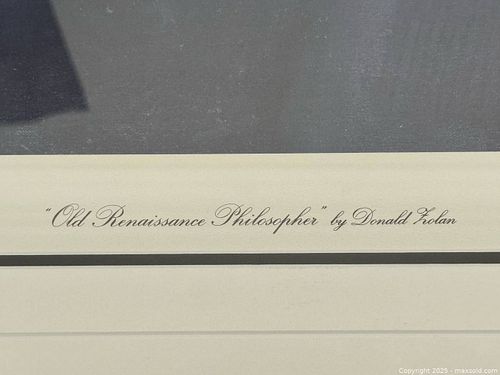 "Old Renaissance Philosopher" by Donald Zolan
Copyright 2025 - maxsold.com